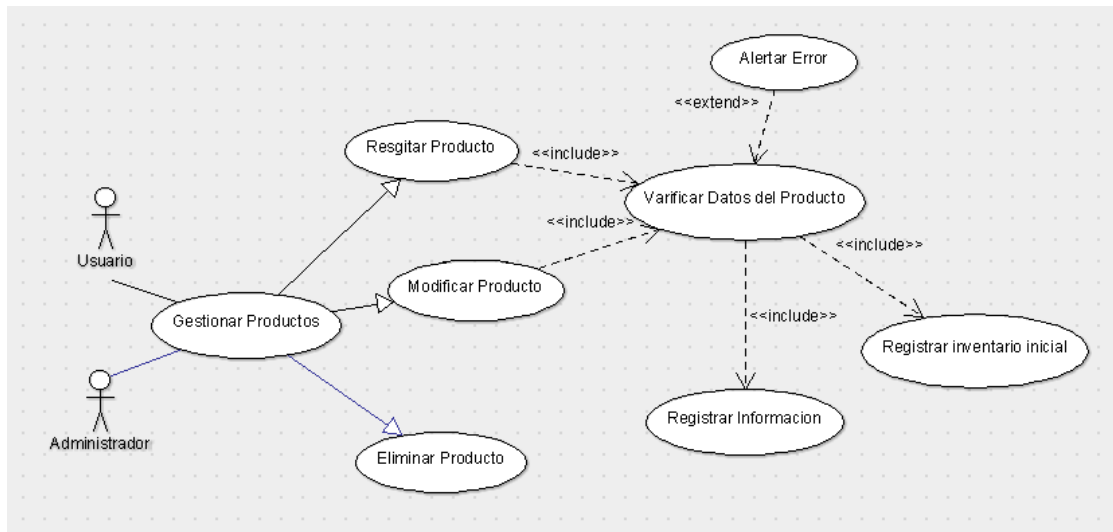 Alertar Error
<<extend>>
Resgitar Producto
<<include>>
Varificar Datos del Producto
<<include>>
<<include>>
Usuario
Modificar Producto
Gestionar Productos
<<include>>
Registrar inventario inicial
Administrador
Registrar Informacion
Eliminar Producto